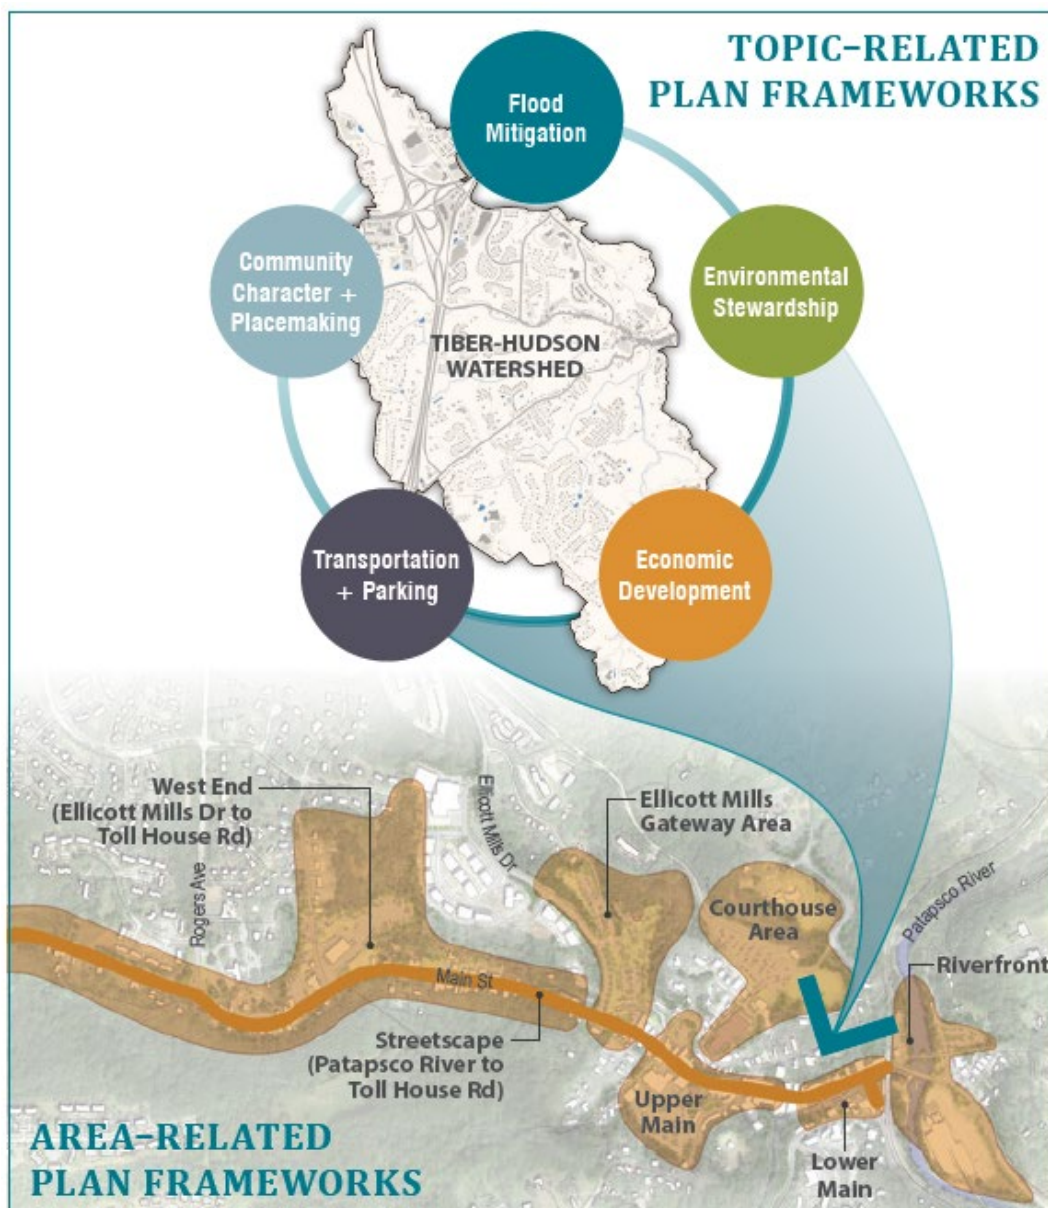 TOPIC–RELATED
PLAN FRAMEWORKS
Flood
Mitigation
Community
Character +
Placemaking
Environmental
Stewardship
TIBER-HUDSON
WATERSHED
Transportation
+ Parking
Economic
Development
West End
(Ellicott Mills Dr to
Toll House Rd)
Ellicott Mills Dr
Ellicott Mills
Gateway Area
Rogers Ave
Courthouse
Area
Patapsco River
Riverfront
Main St
Streetscape
(Patapsco River to
Toll House Rd)
Upper
Main
Lower
Main
AREA–RELATED
PLAN FRAMEWORKS